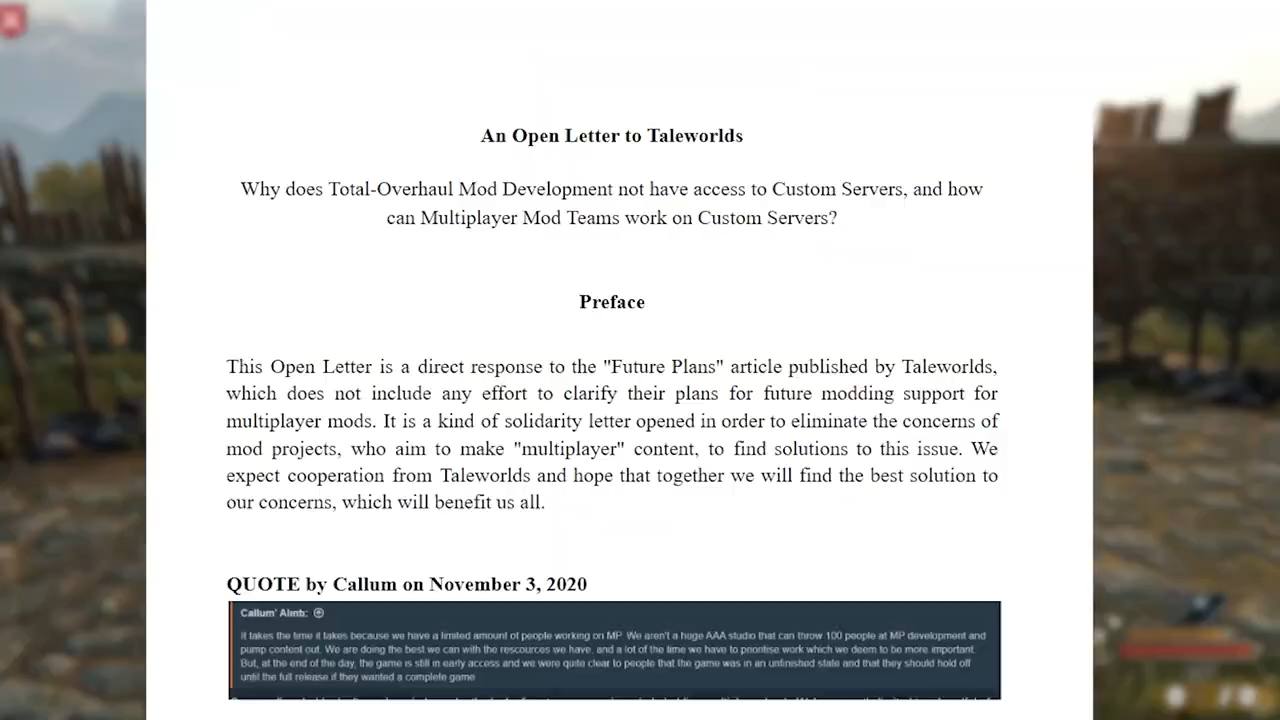 An Open Letter to Taleworlds
Why does Total-Overhaul Mod Development not have access to Custom Servers, and how
can Multiplayer Mod Teams work on Custom Servers?
Preface
This Open Letter is a direct response to the "Future Plans" article published by Taleworlds,
which does not include any effort to clarify their plans for future modding support for
multiplayer mods. It is a kind of solidarity letter opened in order to eliminate the concerns of
mod projects, who aim to make "multiplayer" content, to find solutions to this issue. We
expect cooperation from Taleworlds and hope that together we will find the best solution to
our concerns, which will benefit us all.
QUOTE by Callum on November 3, 2020
Callum' Alıntı:
It takes the time it takes because we have a limited amount of people working on MP. We aren't a huge AAA studio that can throw 100 people at MP development and
pump content out. We are doing the best we can with the rescources we have, and a lot of the time we have to prioritise work which we deem to be more important.
But, at the end of the day, the game is still in early access and we were quite clear to people that the game was in an unfinished state and that they should hold off
until the full release if they wanted a complete game